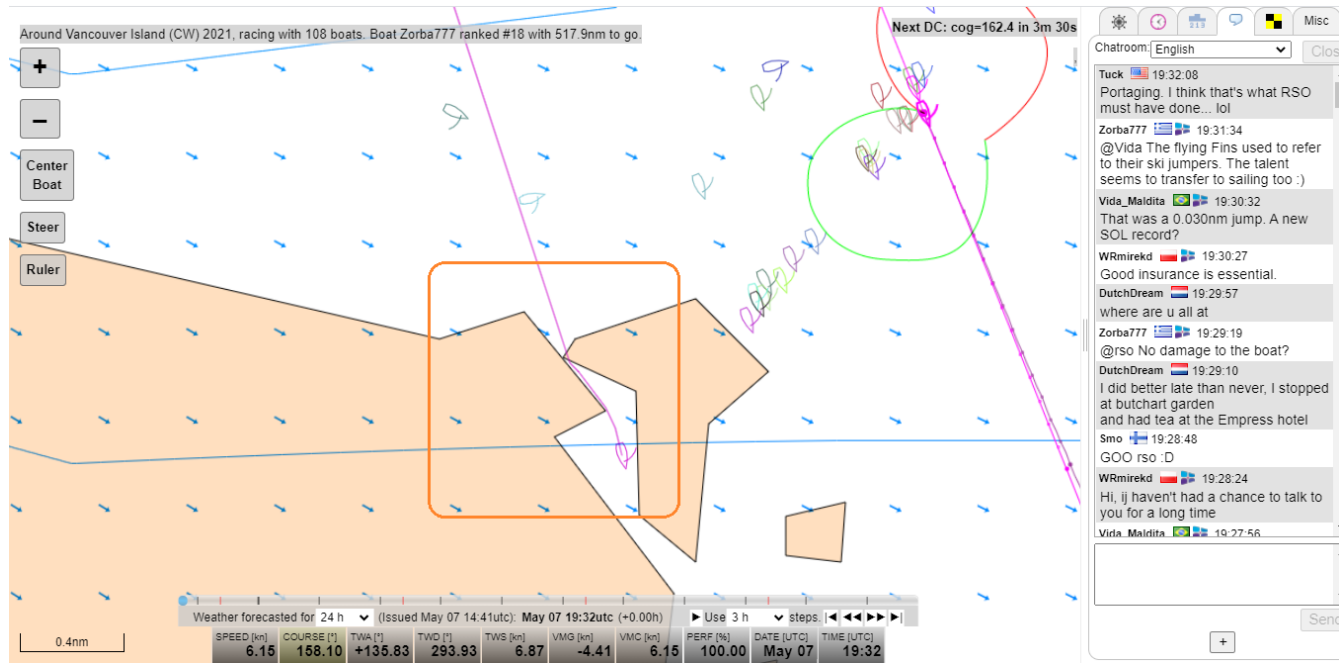 Around Vancouver Island (CW) 2021, racing with 108 boats. Boat Zorba777 ranked #18 with 517.9nm to go.
Next DC: cog=162.4 in 3m 30s
+
−
Center
Boat
Steer
Ruler
0.4nm
Weather forecasted for 24 h (Issued May 07 14:41utc): May 07 19:32utc (+0.00h) Use 3 h steps.
SPEED [kn] COURSE [°] TWA [°] TWD [°] TWS [kn] VMG [kn] VMC [kn] PERF [%] DATE [UTC] TIME [UTC]
6.15 158.10 +135.83 293.93 6.87 -4.41 6.15 100.00 May 07 19:32
Misc
Chatroom: English Clos
Tuck 19:32:08
Portaging. I think that's what RSO
must have done... lol
Zorba777 19:31:34
@Vida The flying Fins used to refer
to their ski jumpers. The talent
seems to transfer to sailing too :)
Vida_Maldita 19:30:32
That was a 0.030nm jump. A new
SOL record?
WRmirekd 19:30:27
Good insurance is essential.
DutchDream 19:29:57
where are u all at
Zorba777 19:29:19
@rso No damage to the boat?
DutchDream 19:29:10
I did better late than never, I stopped
at butchart garden
and had tea at the Empress hotel
Smo 19:28:48
GOO rso :D
WRmirekd 19:28:24
Hi, ij haven't had a chance to talk to
you for a long time
Vida_Maldita 19:27:56
Send
+